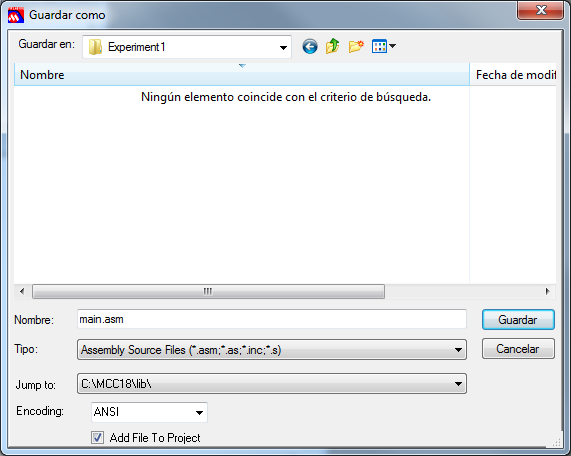 Guardar como
Guardar en: Experiment1
Nombre Fecha de modif
Ningún elemento coincide con el criterio de búsqueda.
Nombre: main.asm Guardar
Tipo: Assembly Source Files (*.asm;*.as;*.inc;*.s) Cancelar
Jump to: C:\MCC18\lib\
Encoding: ANSI
Add File To Project